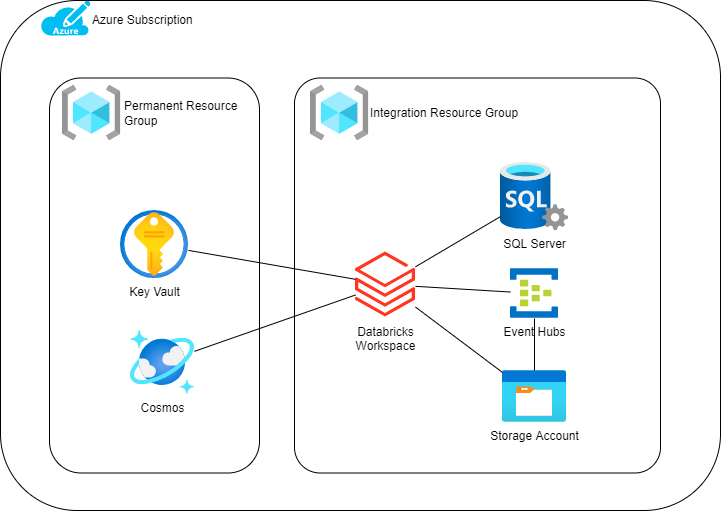 Azure
Azure Subscription
Permanent Resource
Group
Integration Resource Group
SQL
SQL Server
Key Vault
Event Hubs
Databricks
Workspace
Cosmos
Storage Account